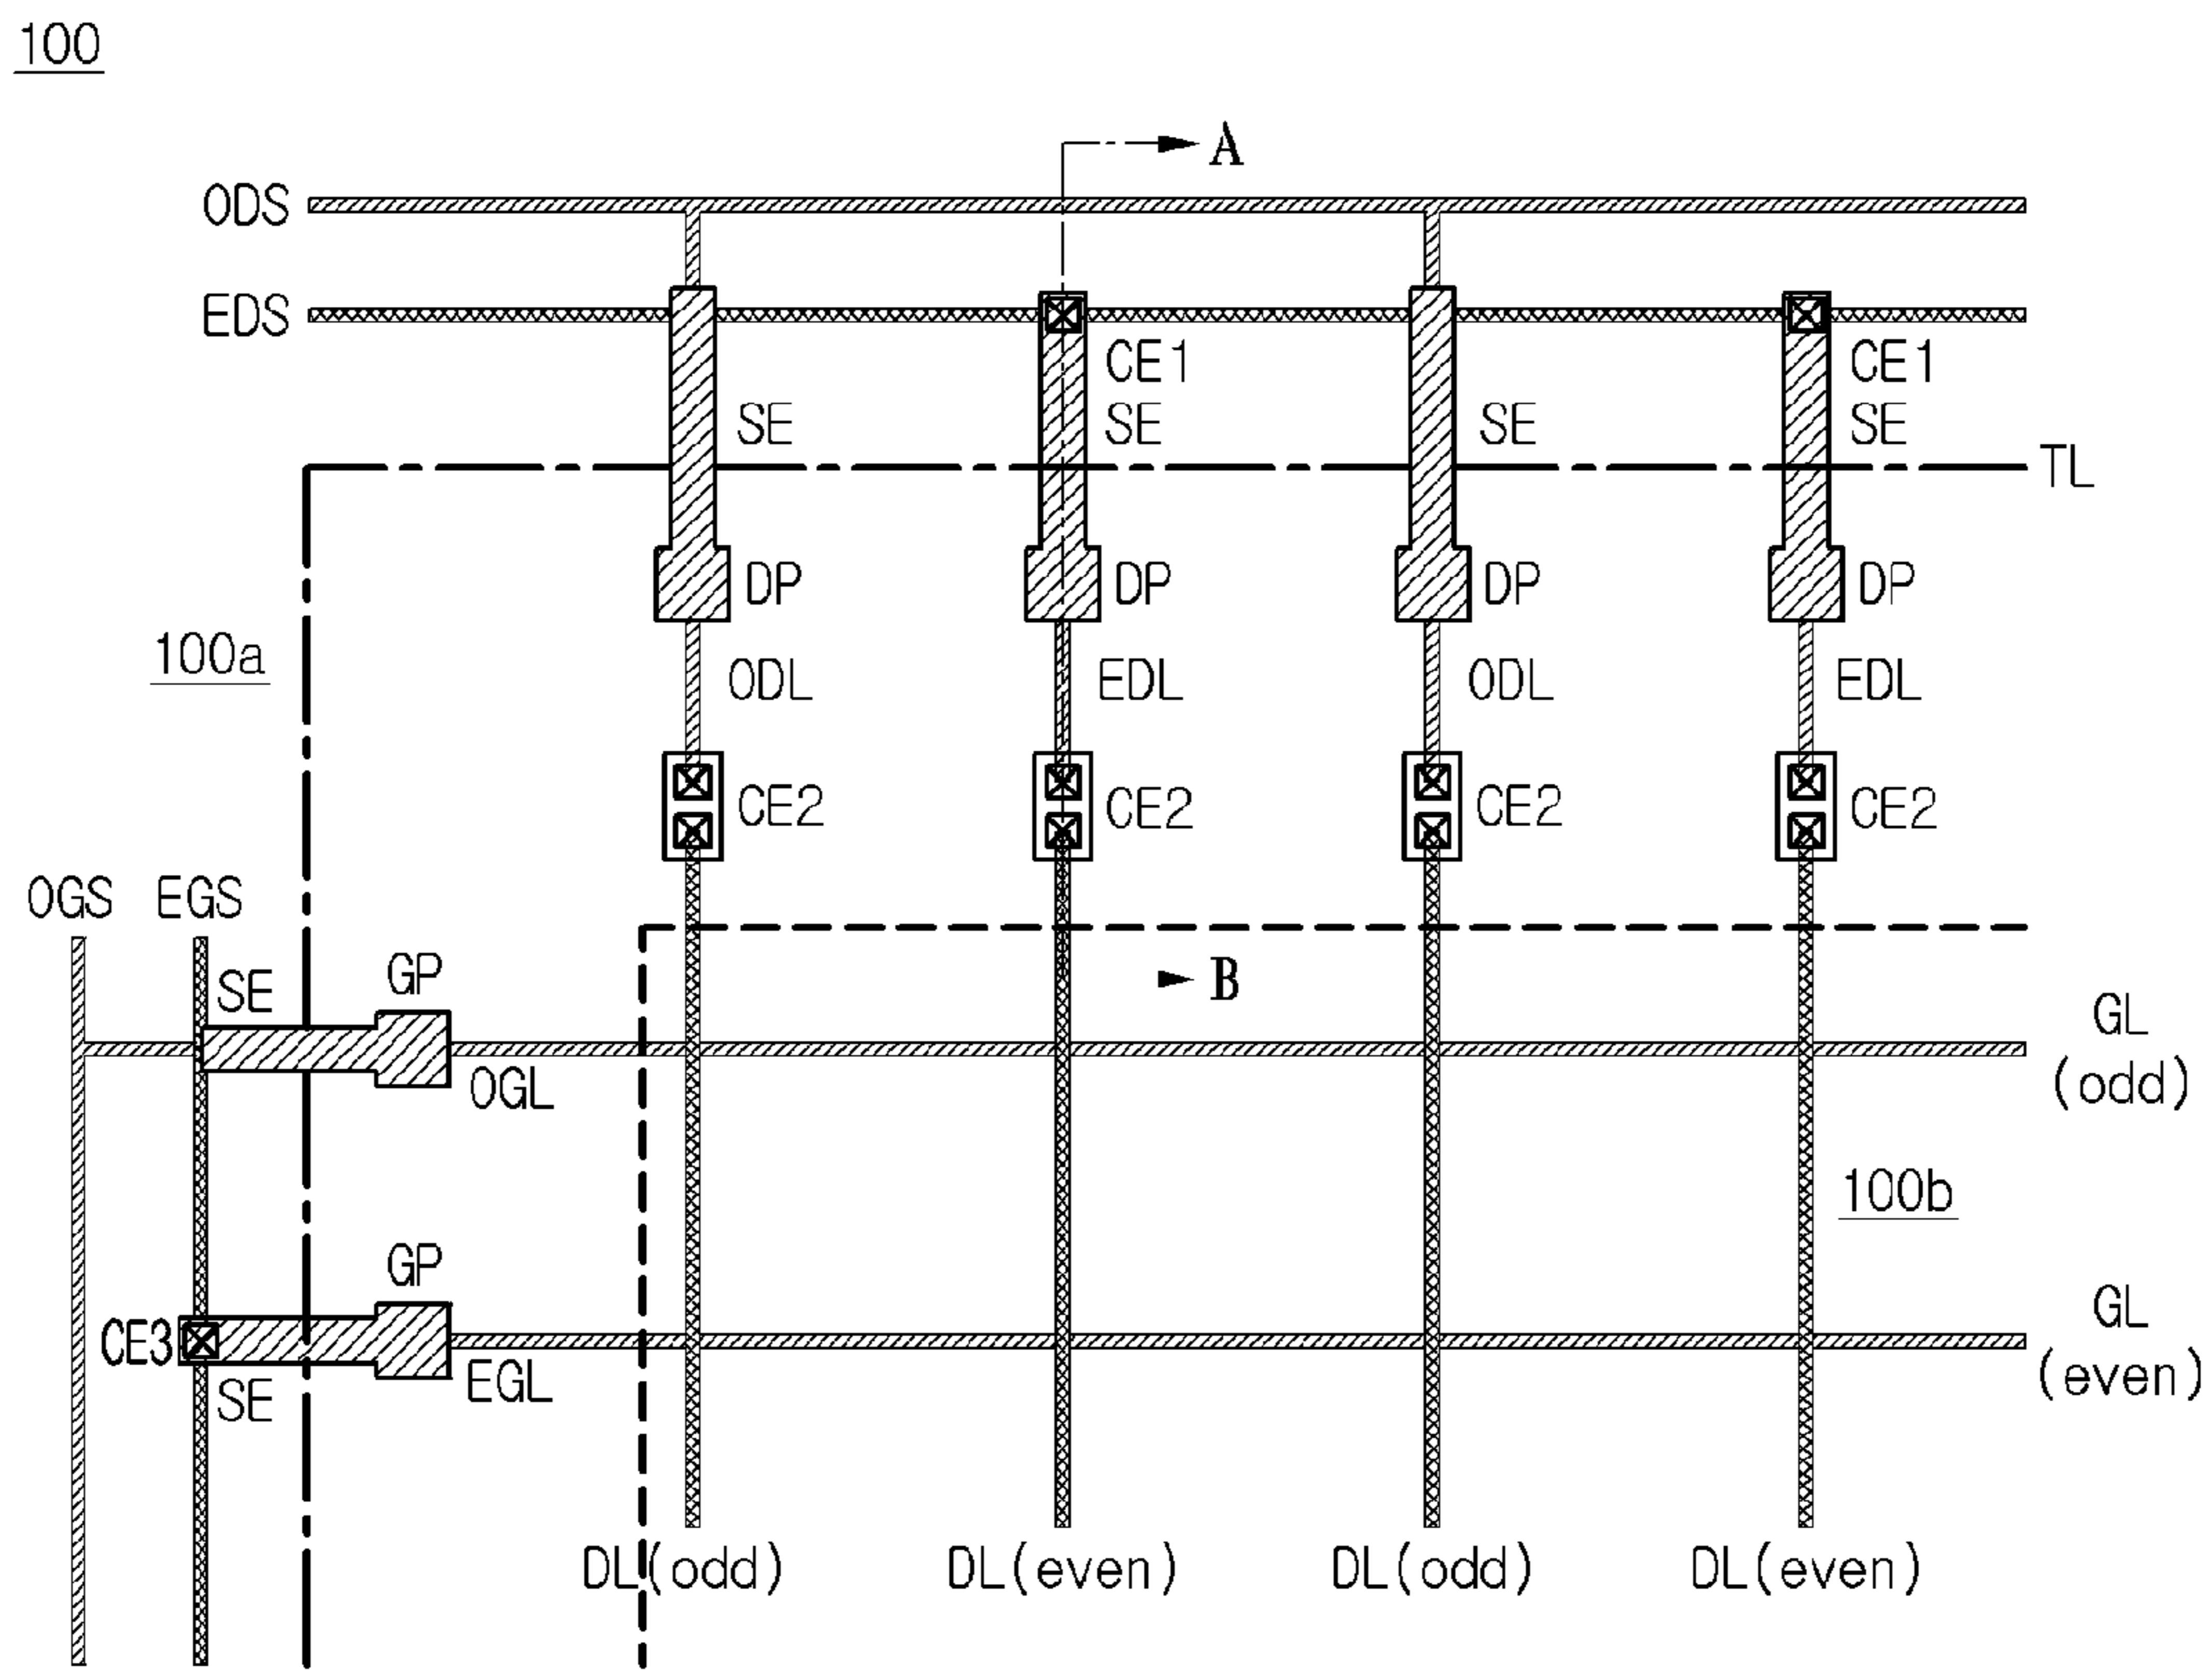 100
A
ODS
EDS
CE1 CE1
SE SE SE SE
TL
DP DP DP DP
100a
ODL EDL ODL EDL
CE2 CE2 CE2 CE2
OGS EGS
SE GP B
GL
(odd)
OGL
100b
GP
GL
(even)
CE3
SE EGL
DL(odd) DL(even) DL(odd) DL(even)